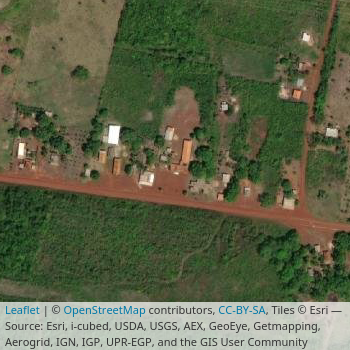 Leaflet | © OpenStreetMap contributors, CC-BY-SA, Tiles © Esri —
Source: Esri, i-cubed, USDA, USGS, AEX, GeoEye, Getmapping,
Aerogrid, IGN, IGP, UPR-EGP, and the GIS User Community